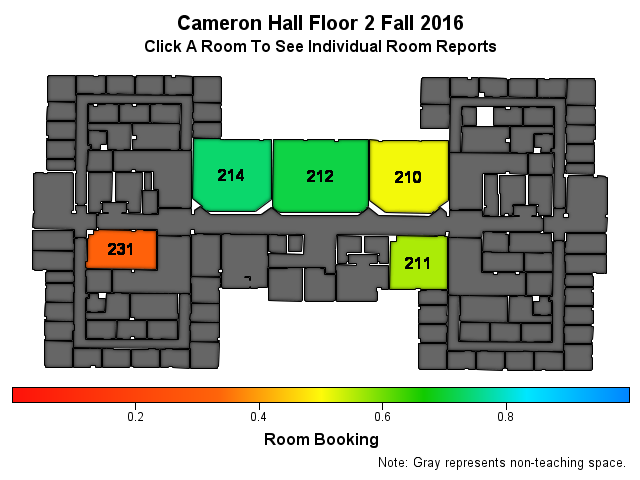 Cameron Hall Floor 2 Fall 2016
Click A Room To See Individual Room Reports
214
212
210
231
211
0.2
0.4
0.6
0.8
Room Booking
Note: Gray represents non-teaching space.